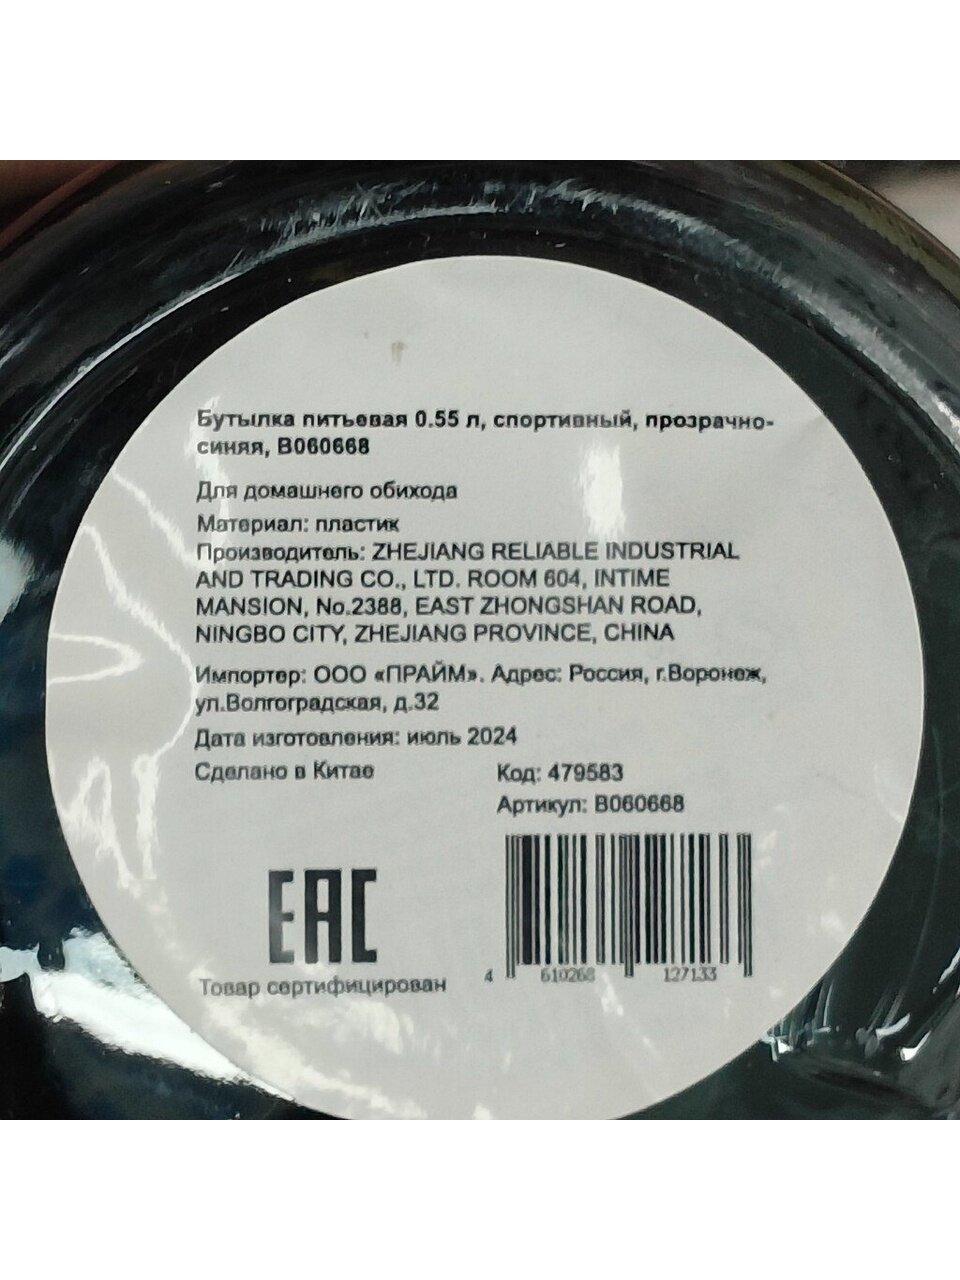 Бутылка питьевая 0.55 л, спортивный, прозрачно-
синяя, В060668
Для домашнего обихода
Материал: пластик
Производитель: ZHEJIANG RELIABLE INDUSTRIAL
AND TRADING CO., LTD. ROOM 604, INTIME
MANSION, No.2388, EAST ZHONGSHAN ROAD,
NINGBO CITY, ZHEJIANG PROVINCE, CHINA
Импортер: ООО «ПРАЙМ». Адрес: Россия, г.Воронеж,
ул.Волгоградская, д.32
Дата изготовления: июль 2024
Сделано в Китае
Код: 479583
Артикул: В060668
EAC
Товар сертифицирован
4 610268 127133